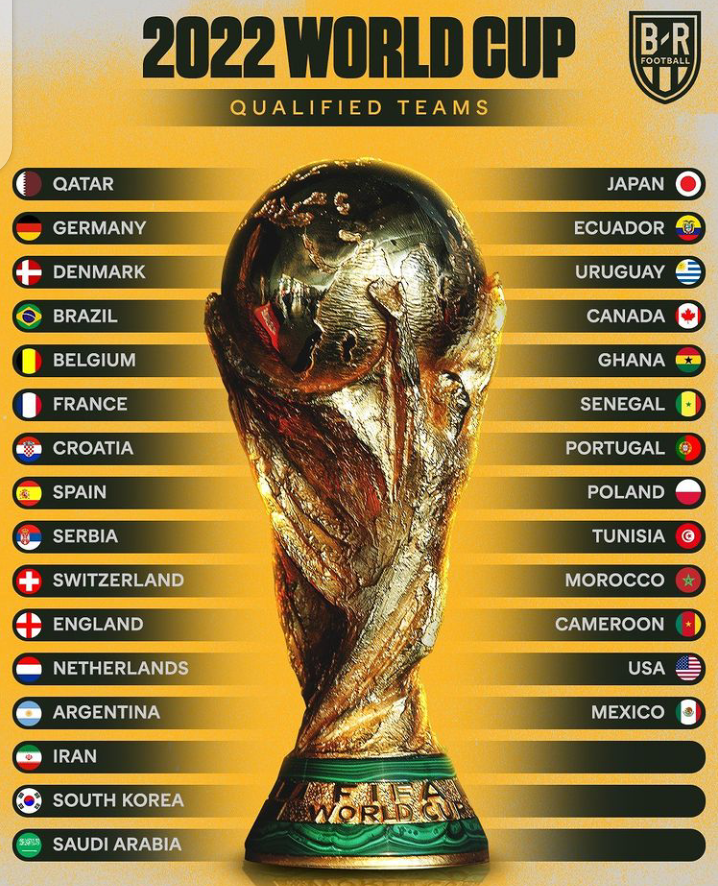 2022 WORLD CUP
B/R
FOOTBALL
QUALIFIED TEAMS
QATAR
GERMANY
DENMARK
BRAZIL
BELGIUM
FRANCE
CROATIA
SPAIN
SERBIA
SWITZERLAND
ENGLAND
NETHERLANDS
ARGENTINA
IRAN
SOUTH KOREA
SAUDI ARABIA
JAPAN
ECUADOR
URUGUAY
CANADA
GHANA
SENEGAL
PORTUGAL
POLAND
TUNISIA
MOROCCO
CAMEROON
USA
MEXICO
FIFA
WORLD CUP